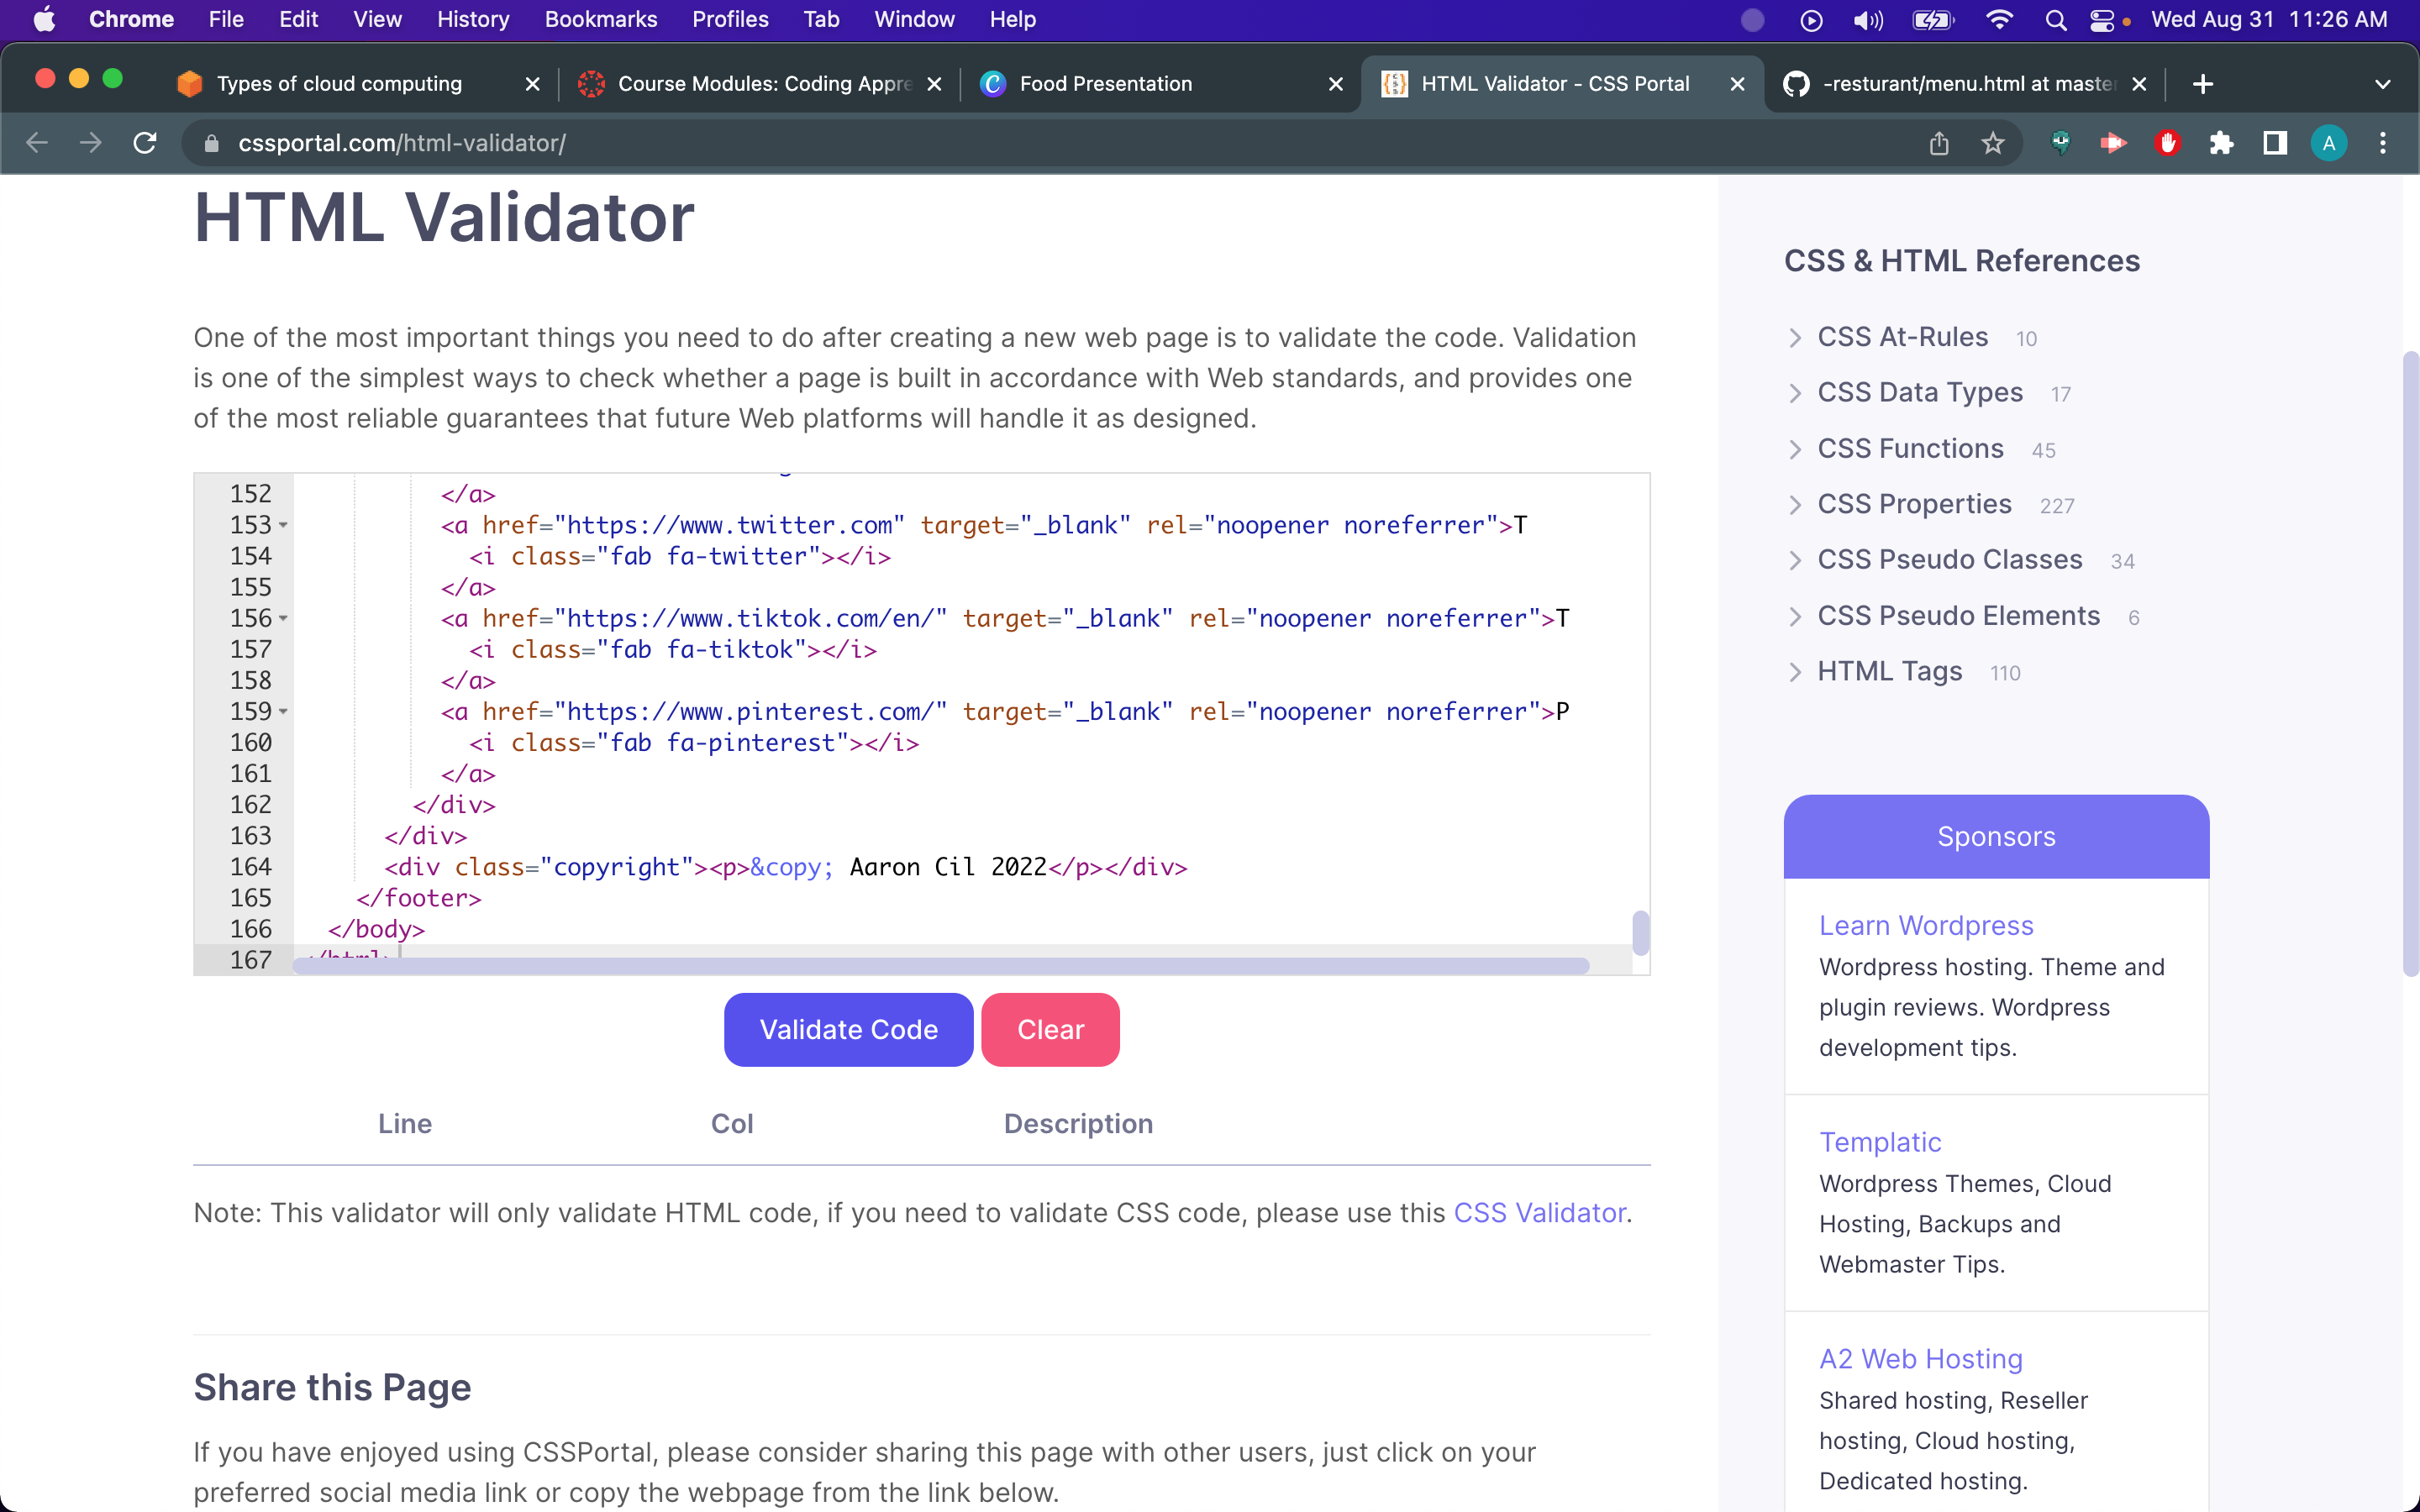 Chrome File Edit View History Bookmarks Profiles Tab Window Help Wed Aug 31 11:26 AM
Types of cloud computing
Course Modules: Coding Appre
Food Presentation
HTML Validator - CSS Portal
-resturant/menu.html at master
cssportal.com/html-validator/
A
HTML Validator
One of the most important things you need to do after creating a new web page is to validate the code. Validation
is one of the simplest ways to check whether a page is built in accordance with Web standards, and provides one
of the most reliable guarantees that future Web platforms will handle it as designed.
152 </a>
153 <a href="https://www.twitter.com" target="_blank" rel="noopener noreferrer">T
154 <i class="fab fa-twitter"></i>
155 </a>
156 <a href="https://www.tiktok.com/en/" target="_blank" rel="noopener noreferrer">T
157 <i class="fab fa-tiktok"></i>
158 </a>
159 <a href="https://www.pinterest.com/" target="_blank" rel="noopener noreferrer">P
160 <i class="fab fa-pinterest"></i>
161 </a>
162 </div>
163 </div>
164 <div class="copyright"><p>&copy; Aaron Cil 2022</p></div>
165 </footer>
166 </body>
167 </html>
Validate Code
Clear
Line Col Description
Note: This validator will only validate HTML code, if you need to validate CSS code, please use this CSS Validator.
Share this Page
If you have enjoyed using CSSPortal, please consider sharing this page with other users, just click on your
preferred social media link or copy the webpage from the link below.
CSS & HTML References
CSS At-Rules 10
CSS Data Types 17
CSS Functions 45
CSS Properties 227
CSS Pseudo Classes 34
CSS Pseudo Elements 6
HTML Tags 110
Sponsors
Learn Wordpress
Wordpress hosting. Theme and
plugin reviews. Wordpress
development tips.
Templatic
Wordpress Themes, Cloud
Hosting, Backups and
Webmaster Tips.
A2 Web Hosting
Shared hosting, Reseller
hosting, Cloud hosting,
Dedicated hosting.